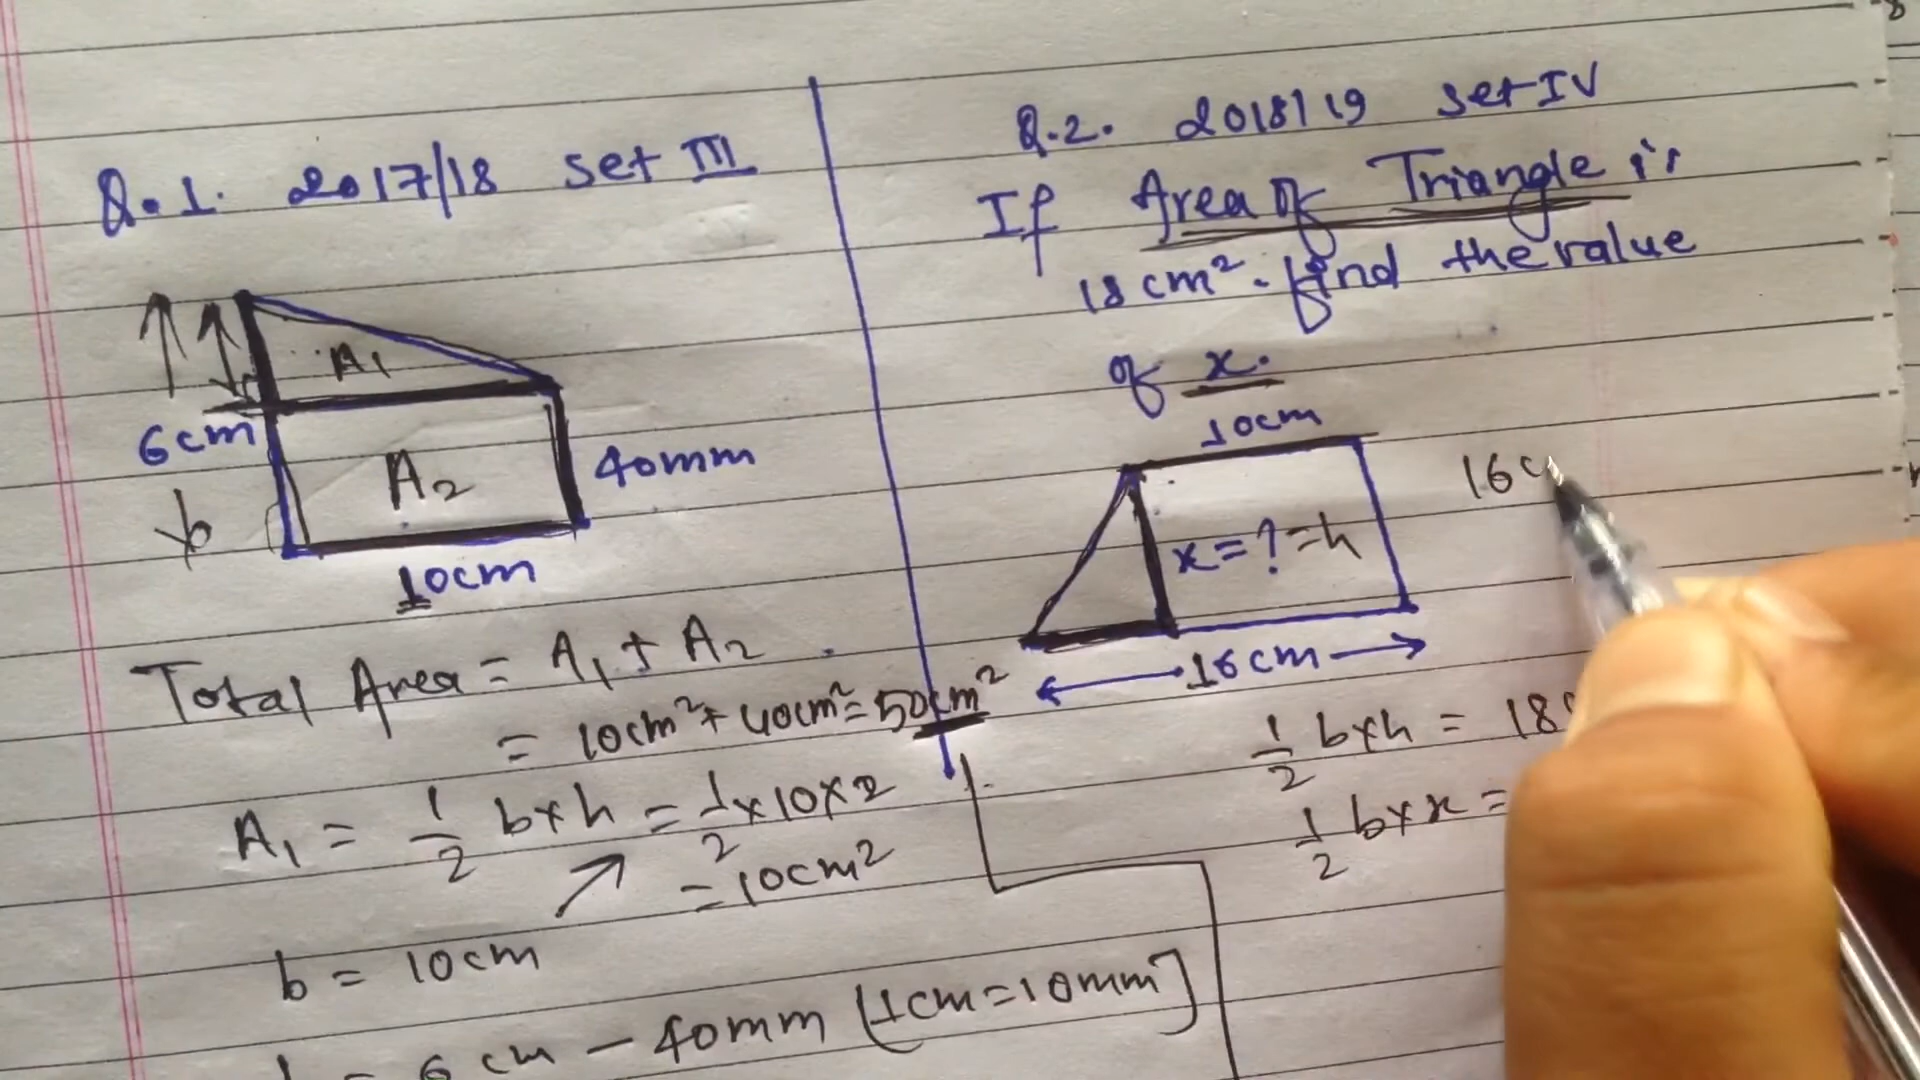 Q.1. 2017/18 set III
A1
6cm
A2
40mm
10cm
Total Area = A1 + A2
= 10cm² + 40cm² = 50cm²
A1 = 1/2 b×h = 1/2 × 10×2
= 10cm²
b = 10cm
= 6 cm - 40mm (1cm=10mm)
Q.2. 2018/19 set IV
If Area of Triangle is
18 cm². find the value
of x.
10cm
x=?=h
16cm
16c
1/2 b×h = 18
1/2 b×x =